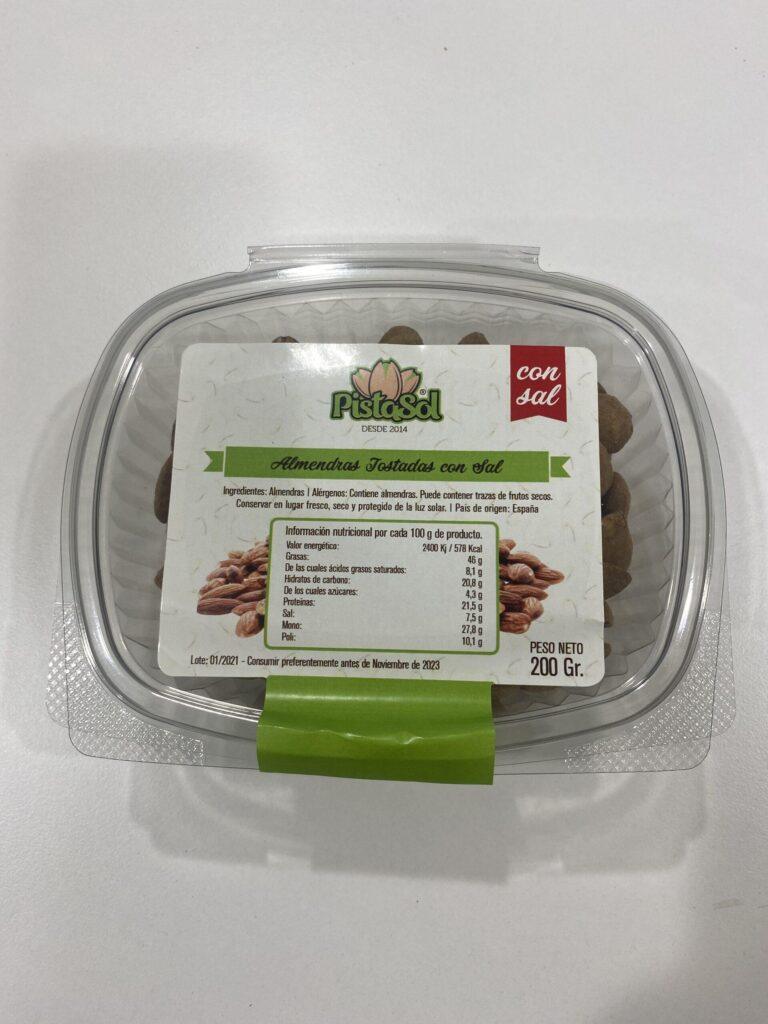 PistaSol®
DESDE 2014
con
sal
Almendras Tostadas con Sal
Ingredientes: Almendras | Alérgenos: Contiene almendras. Puede contener trazas de frutos secos.
Conservar en lugar fresco, seco y protegido de la luz solar. | País de origen: España
Información nutricional por cada 100 g de producto.
Valor energético: 2400 Kj / 578 Kcal
Grasas: 46 g
De las cuales ácidos grasos saturados: 8,1 g
Hidratos de carbono: 20,8 g
De los cuales azúcares: 4,3 g
Proteinas: 21,5 g
Sal: 7,5 g
Mono: 27,8 g
Poli: 10,1 g
Lote: 01/2021 - Consumir preferentemente antes de Noviembre de 2023
PESO NETO
200 Gr.